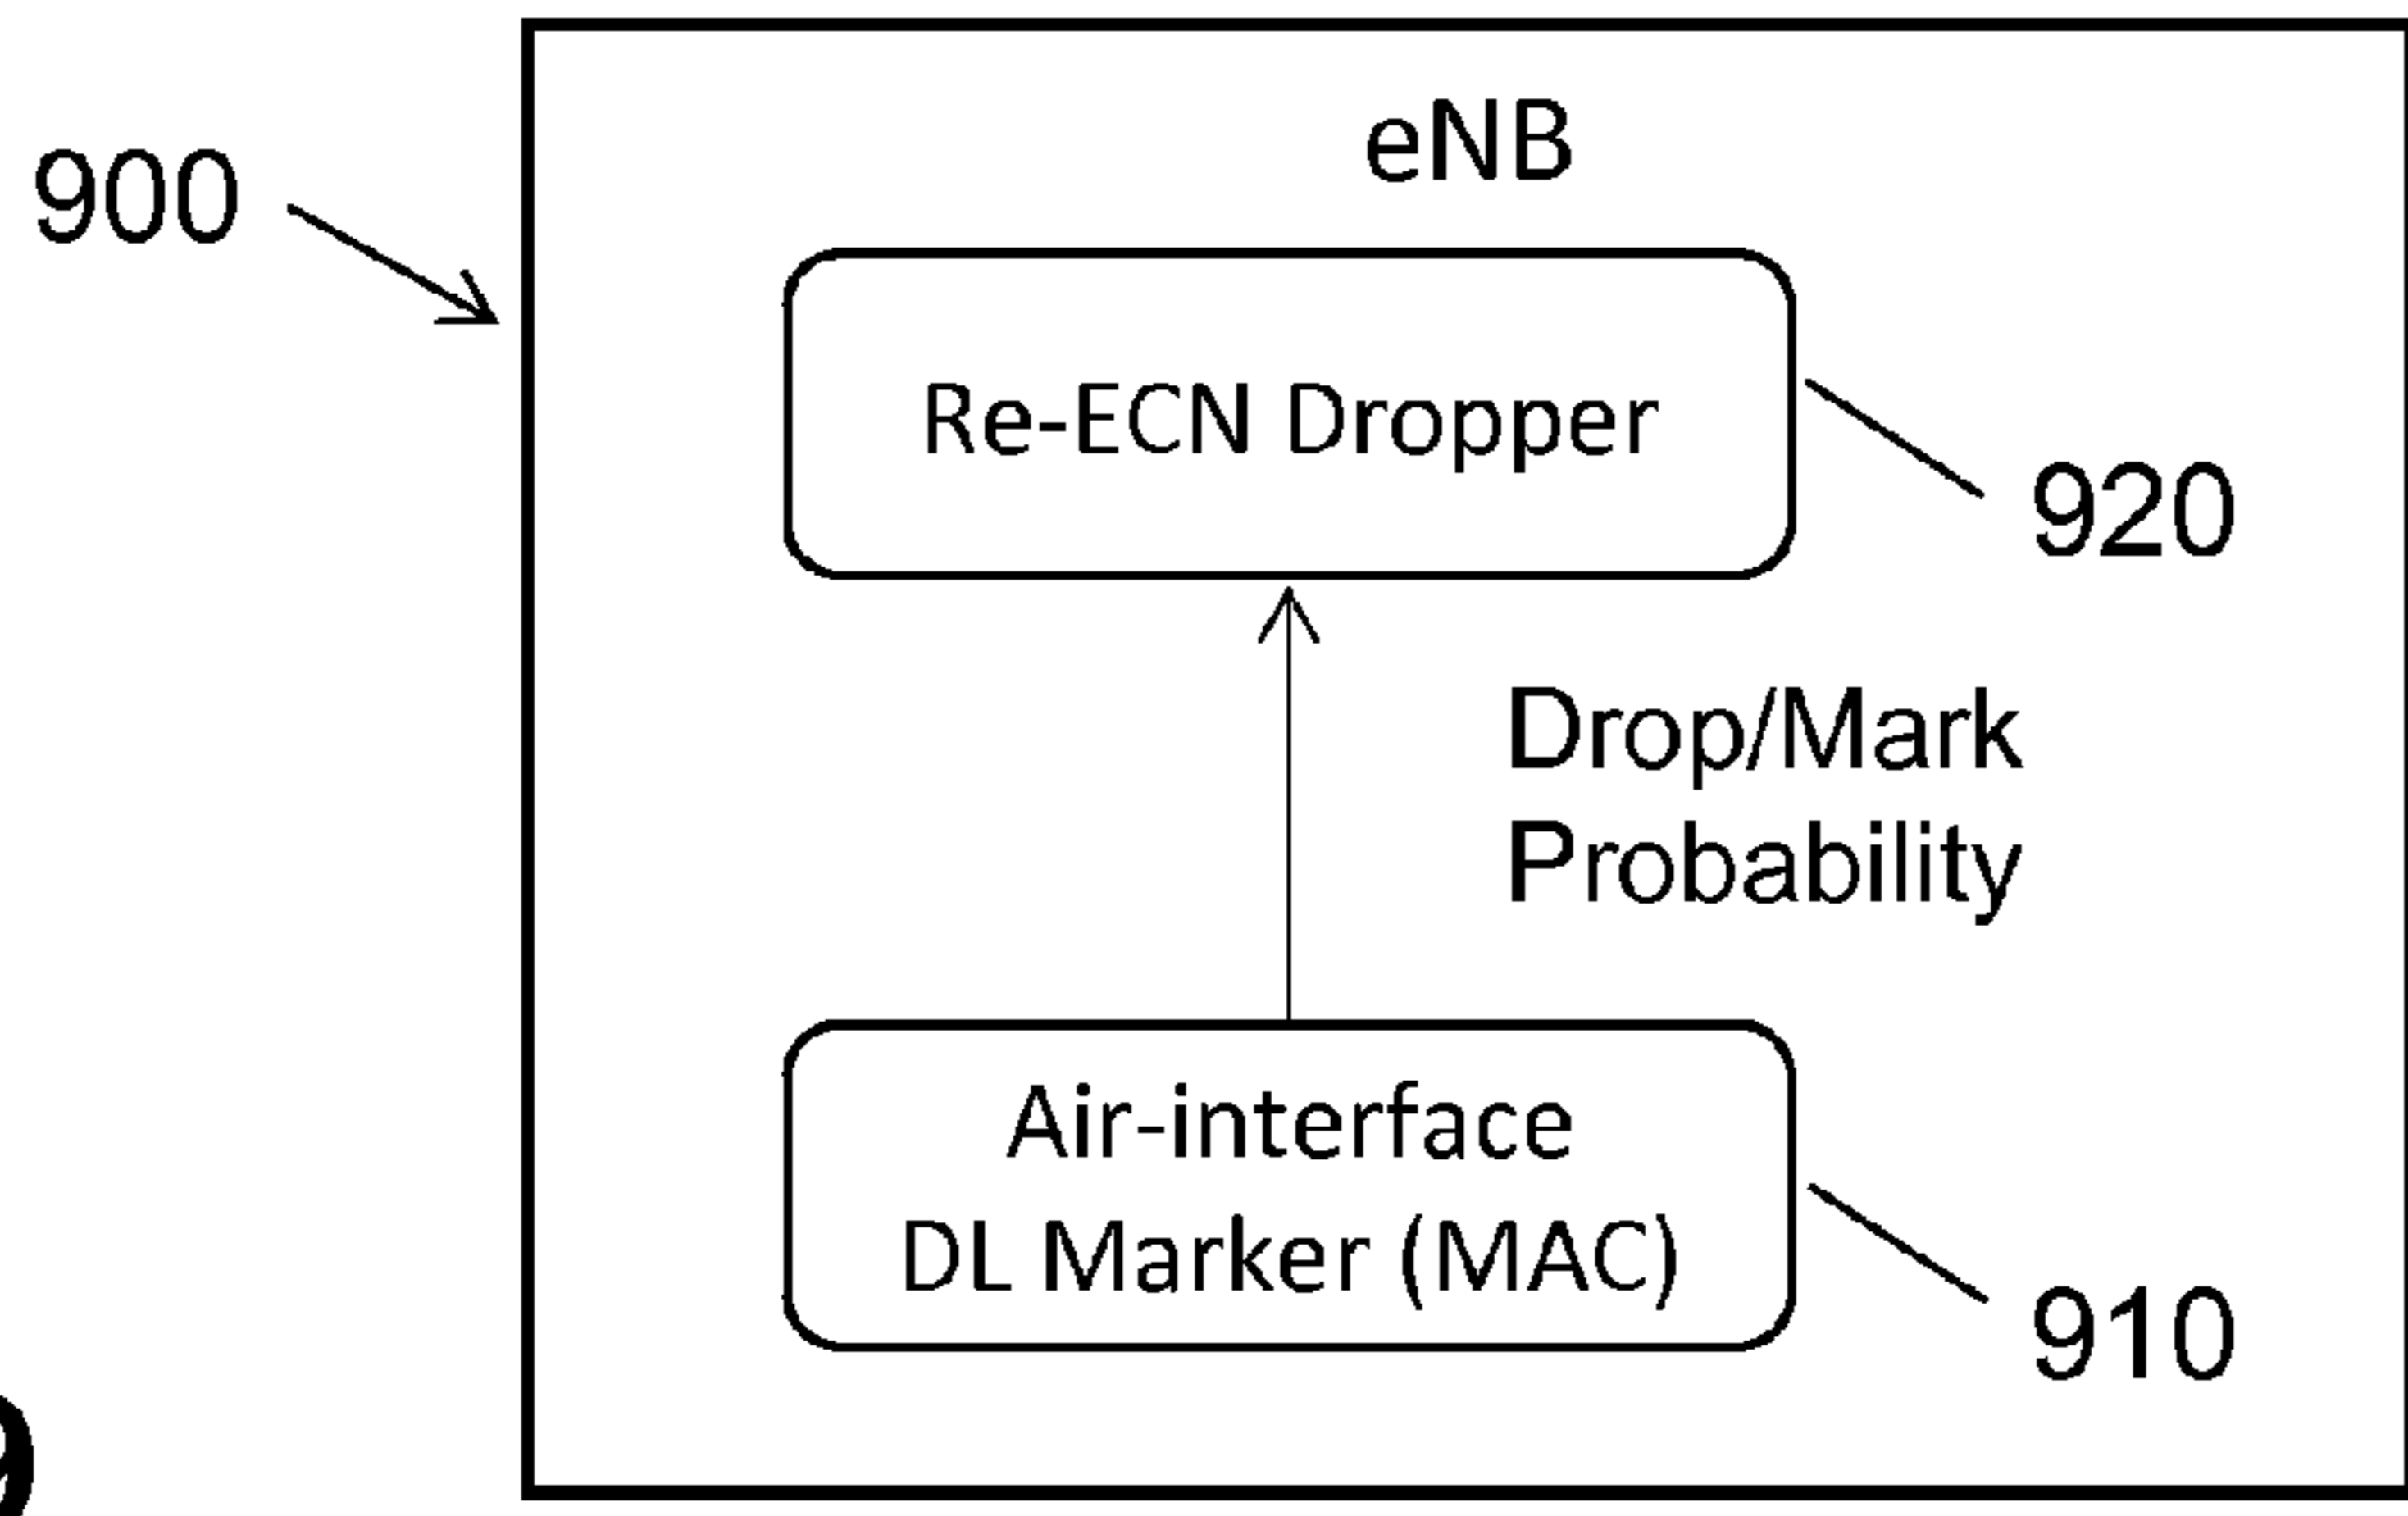 eNB
900
Re-ECN Dropper
920
Drop/Mark
Probability
Air-interface
DL Marker (MAC)
910